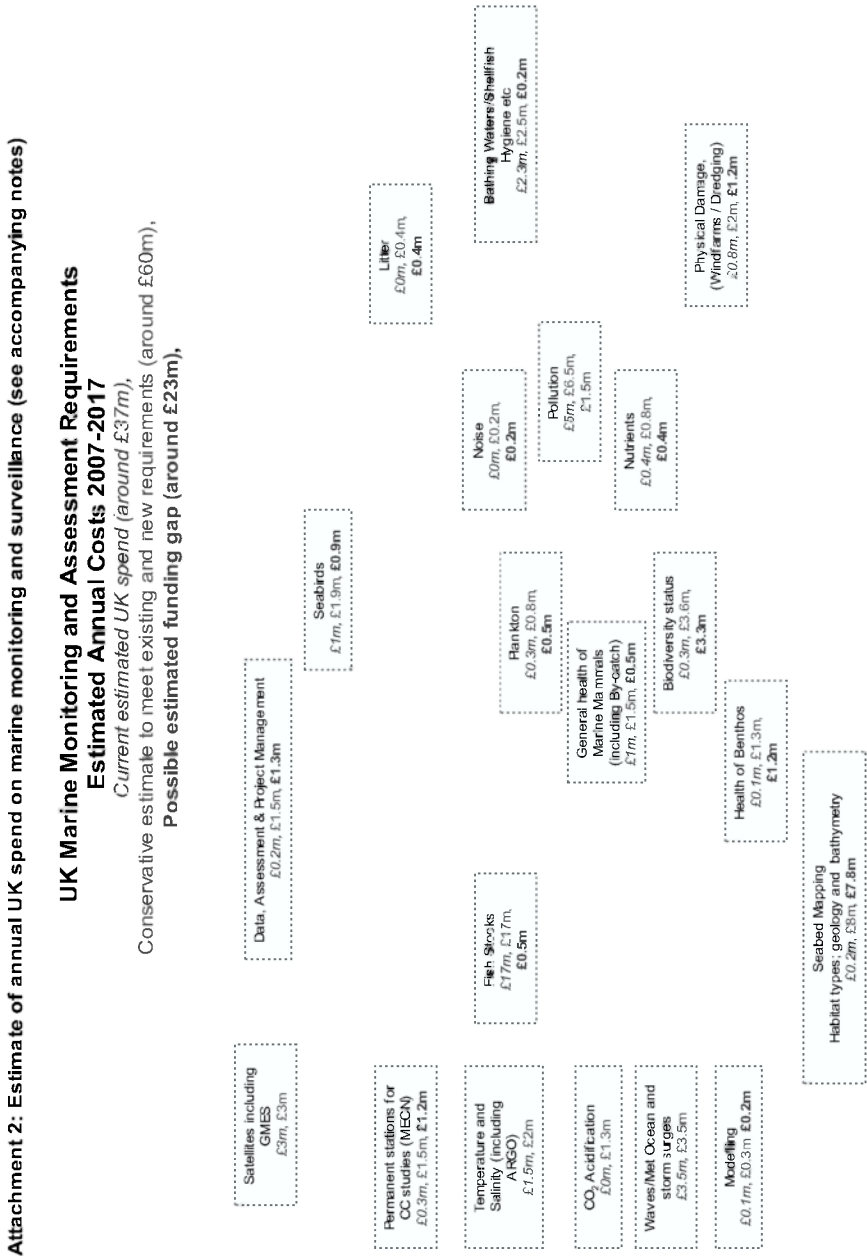 Attachment 2: Estimate of annual UK spend on marine monitoring and surveillance (see accompanying notes)
UK Marine Monitoring and Assessment Requirements
Estimated Annual Costs 2007-2017
Current estimated UK spend (around £37m),
Conservative estimate to meet existing and new requirements (around £60m),
Possible estimated funding gap (around £23m),
Satellites including
GMES
£3m, £3m
Data, Assessment & Project Management
£0.2m, £1.5m, £1.3m
Seabirds
£1m, £1.9m, £0.9m
Litter
£0m, £0.4m,
£0.4m
Permanent stations for
CC studies (MECN)
£0.3m, £1.5m, £1.2m
Temperature and
Salinity (including
ARGO)
£1.5m, £2m
Fish Stocks
£17m, £17m,
£0.5m
Plankton
£0.3m, £0.8m,
£0.5m
Noise
£0m, £0.2m,
£0.2m
Bathing Waters/Shellfish
Hygiene etc
£2.3m, £2.5m, £0.2m
Pollution
£5m, £6.5m,
£1.5m
CO2 Acidification
£0m, £1.3m
General health of
Marine Mammals
(including By-catch)
£1m, £1.5m, £0.5m
Nutrients
£0.4m, £0.8m,
£0.4m
Waves/Met Ocean and
storm surges
£3.5m, £3.5m
Biodiversity status
£0.3m, £3.6m,
£3.3m
Physical Damage,
(Windfarms / Dredging)
£0.8m, £2m, £1.2m
Modelling
£0.1m, £0.3m £0.2m
Health of Benthos
£0.1m, £1.3m,
£1.2m
Seabed Mapping
Habitat types; geology and bathymetry
£0.2m, £8m, £7.8m